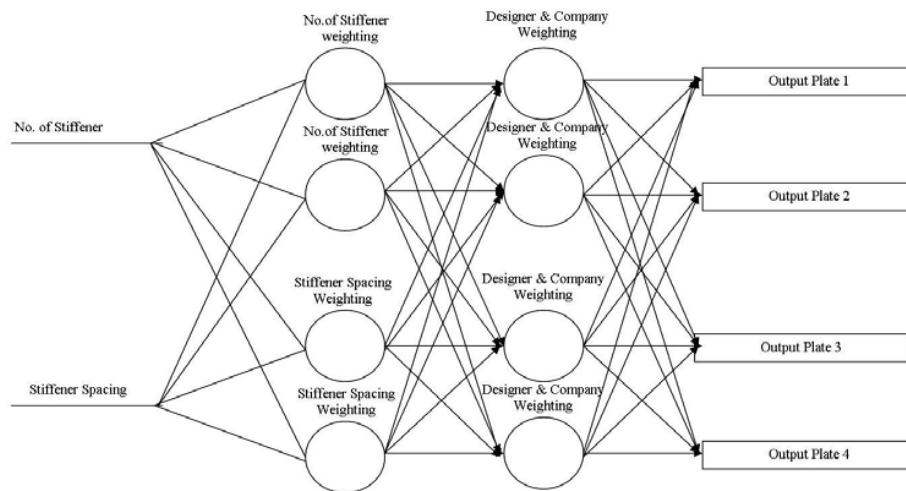 No.of Stiffener
weighting
Designer & Company
Weighting
Output Plate 1
No. of Stiffener
No.of Stiffener
weighting
Designer & Company
Weighting
Output Plate 2
Stiffener Spacing
Weighting
Designer & Company
Weighting
Output Plate 3
Stiffener Spacing
Stiffener Spacing
Weighting
Designer & Company
Weighting
Output Plate 4